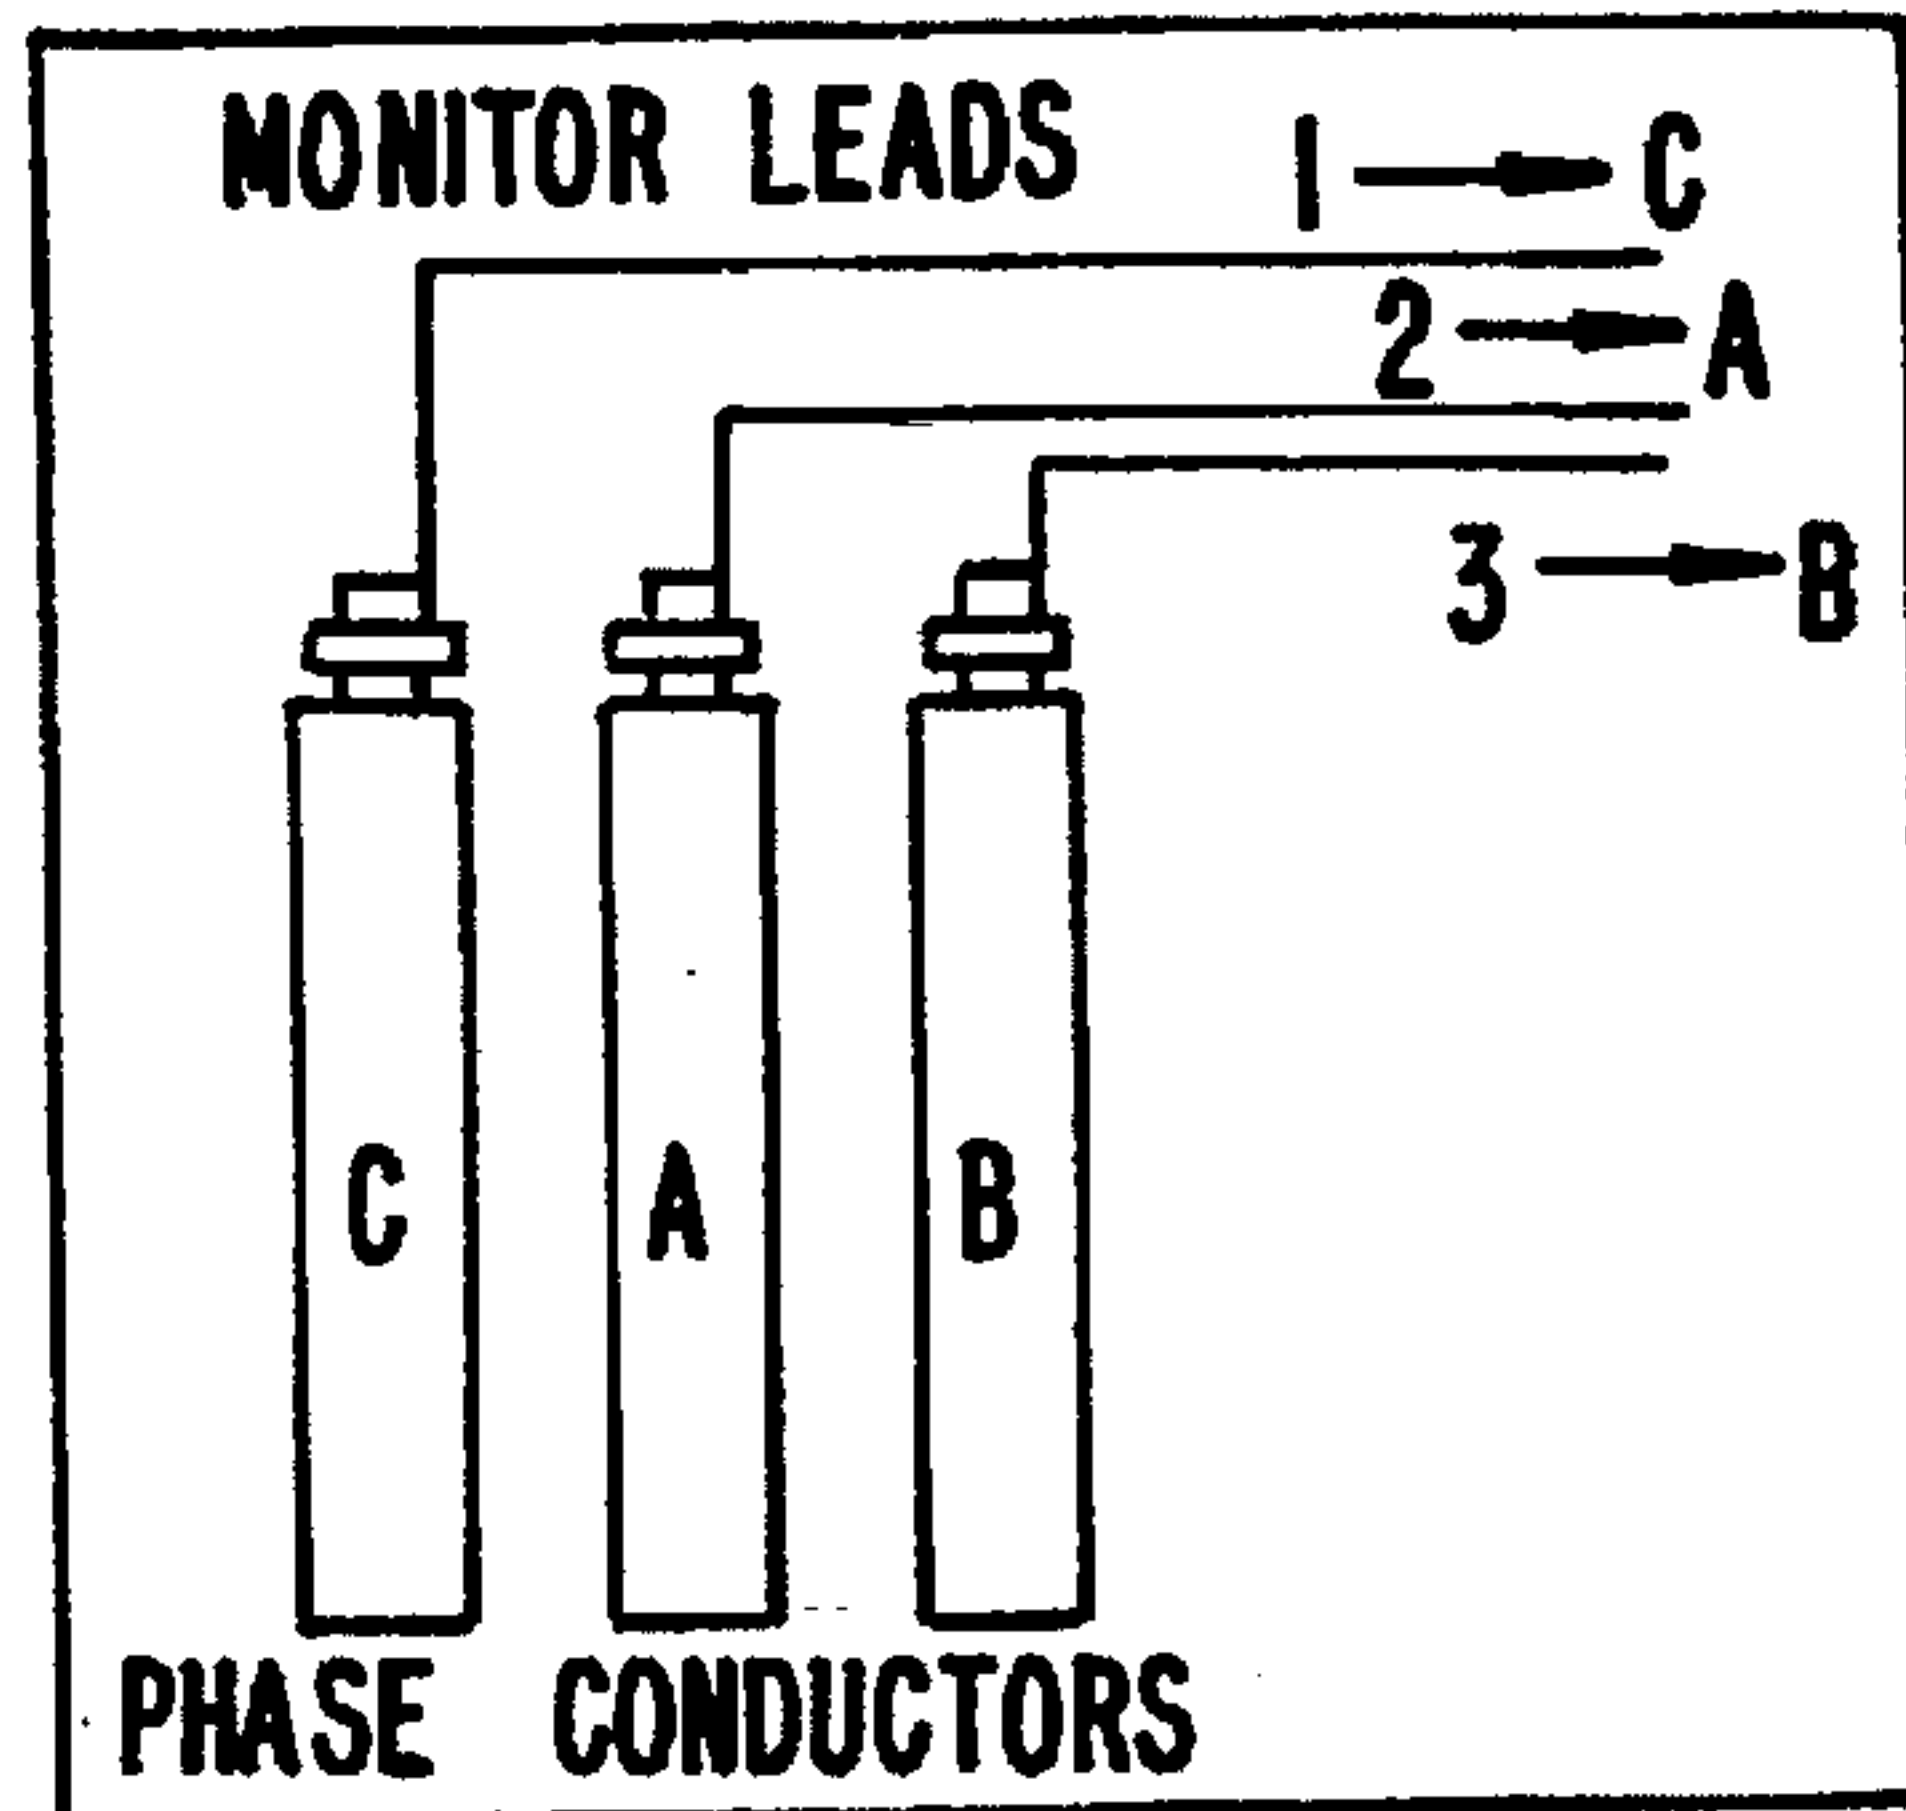 MONITOR LEADS
1 → C
2 → A
3 → B
C A B
PHASE CONDUCTORS